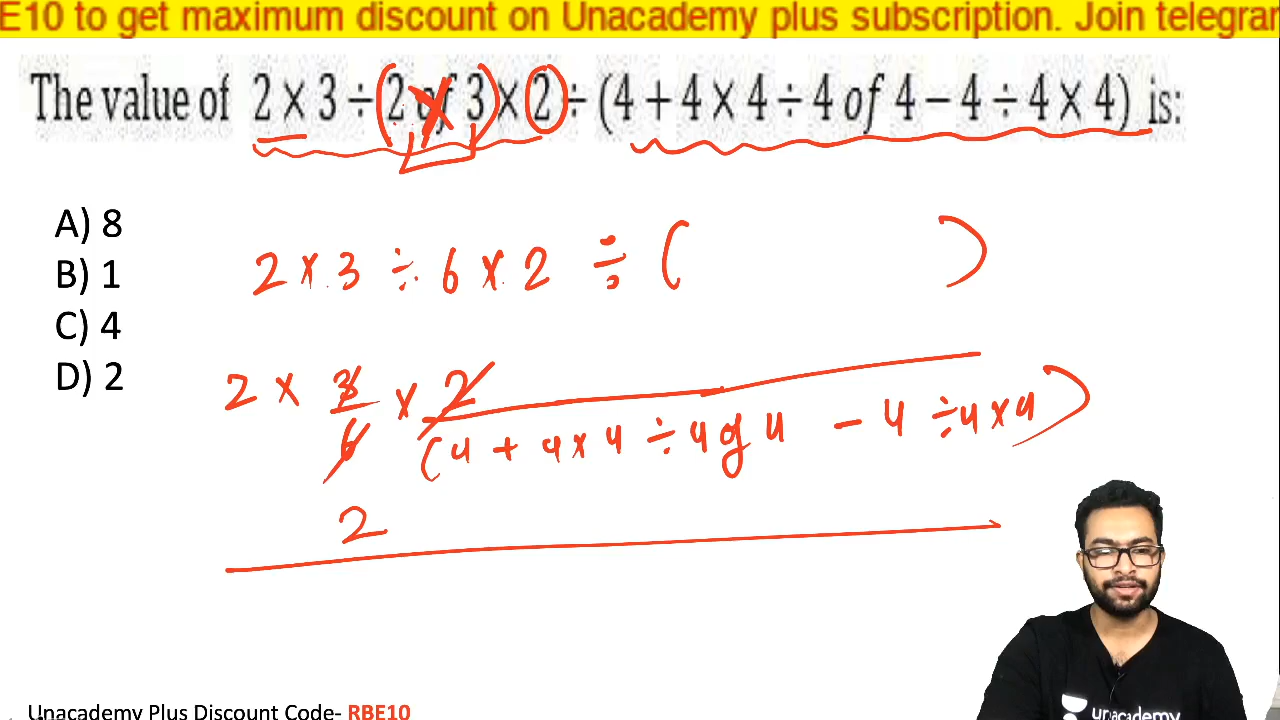 E10 to get maximum discount on Unacademy plus subscription. Join telegrar
The value of 2 × 3 ÷ (2 of 3) × 2 ÷ (4 + 4 × 4 ÷ 4 of 4 − 4 ÷ 4 × 4) is:
×
A) 8
2 × 3 ÷ 6 × 2 ÷ ( )
B) 1
C) 4
D) 2
2 × 3/6 × 2
(4 + 4 × 4 ÷ 4 of 4 − 4 ÷ 4 × 4)
2
unacademy
Unacademy Plus Discount Code- RBE10